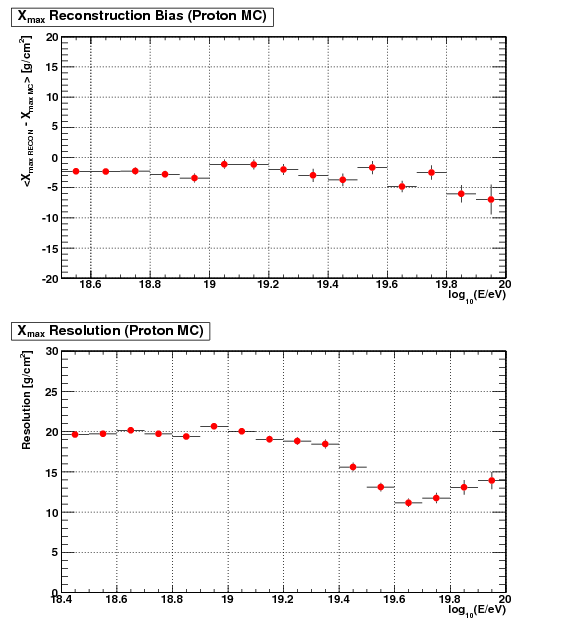 Xmax Reconstruction Bias (Proton MC)
<Xmax RECON - Xmax MC> [g/cm²]
20
15
10
5
0
-5
-10
-15
-20
18.6 18.8 19 19.2 19.4 19.6 19.8 20
log10(E/eV)
Xmax Resolution (Proton MC)
Resolution [g/cm²]
30
25
20
15
10
5
0
18.4 18.6 18.8 19 19.2 19.4 19.6 19.8 20
log10(E/eV)